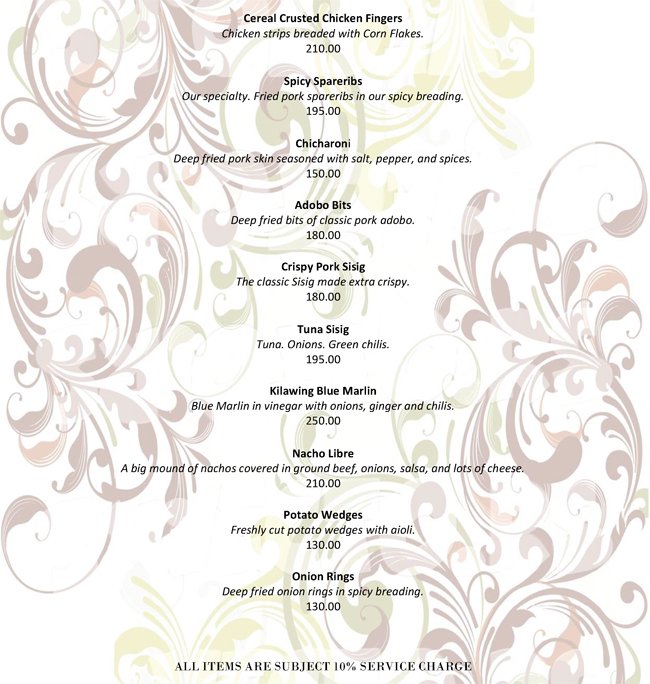 Cereal Crusted Chicken Fingers
Chicken strips breaded with Corn Flakes.
210.00
Spicy Spareribs
Our specialty. Fried pork spareribs in our spicy breading.
195.00
Chicharoni
Deep fried pork skin seasoned with salt, pepper, and spices.
150.00
Adobo Bits
Deep fried bits of classic pork adobo.
180.00
Crispy Pork Sisig
The classic Sisig made extra crispy.
180.00
Tuna Sisig
Tuna. Onions. Green chilis.
195.00
Kilawing Blue Marlin
Blue Marlin in vinegar with onions, ginger and chilis.
250.00
Nacho Libre
A big mound of nachos covered in ground beef, onions, salsa, and lots of cheese.
210.00
Potato Wedges
Freshly cut potato wedges with aioli.
130.00
Onion Rings
Deep fried onion rings in spicy breading.
130.00
ALL ITEMS ARE SUBJECT 10% SERVICE CHARGE